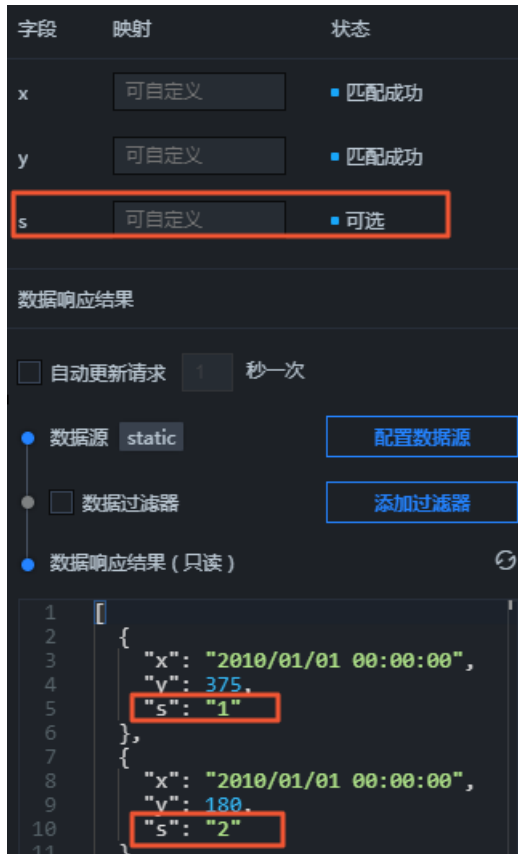 字段 映射 状态
x 可自定义 匹配成功
y 可自定义 匹配成功
s 可自定义 可选
数据响应结果
自动更新请求 1 秒一次
数据源 static 配置数据源
数据过滤器 添加过滤器
数据响应结果 ( 只读 )
1 [
2 {
3 "x": "2010/01/01 00:00:00",
4 "y": 375,
5 "s": "1"
6 },
7 {
8 "x": "2010/01/01 00:00:00",
9 "y": 180,
10 "s": "2"
11 }